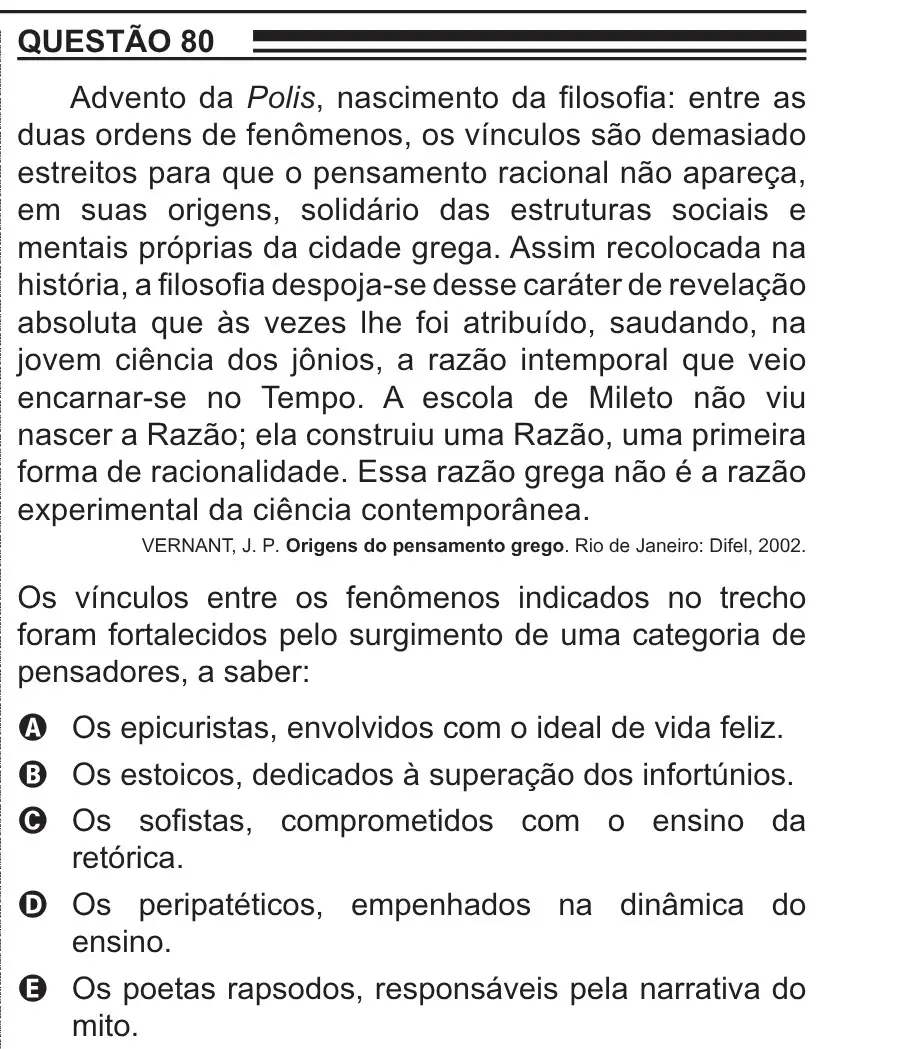 QUESTÃO 80
Advento da Polis, nascimento da filosofia: entre as
duas ordens de fenômenos, os vínculos são demasiado
estreitos para que o pensamento racional não apareça,
em suas origens, solidário das estruturas sociais e
mentais próprias da cidade grega. Assim recolocada na
história, a filosofia despoja-se desse caráter de revelação
absoluta que às vezes lhe foi atribuído, saudando, na
jovem ciência dos jônios, a razão intemporal que veio
encarnar-se no Tempo. A escola de Mileto não viu
nascer a Razão; ela construiu uma Razão, uma primeira
forma de racionalidade. Essa razão grega não é a razão
experimental da ciência contemporânea.
VERNANT, J. P. Origens do pensamento grego. Rio de Janeiro: Difel, 2002.
Os vínculos entre os fenômenos indicados no trecho
foram fortalecidos pelo surgimento de uma categoria de
pensadores, a saber:
A Os epicuristas, envolvidos com o ideal de vida feliz.
B Os estoicos, dedicados à superação dos infortúnios.
C Os sofistas, comprometidos com o ensino da
retórica.
D Os peripatéticos, empenhados na dinâmica do
ensino.
E Os poetas rapsodos, responsáveis pela narrativa do
mito.